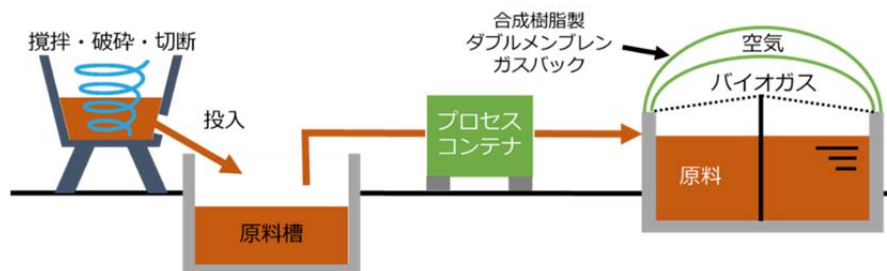 撹拌・破砕・切断
投入
原料槽
プロセス
コンテナ
合成樹脂製
ダブルメンブレン
ガスバック
空気
バイオガス
原料